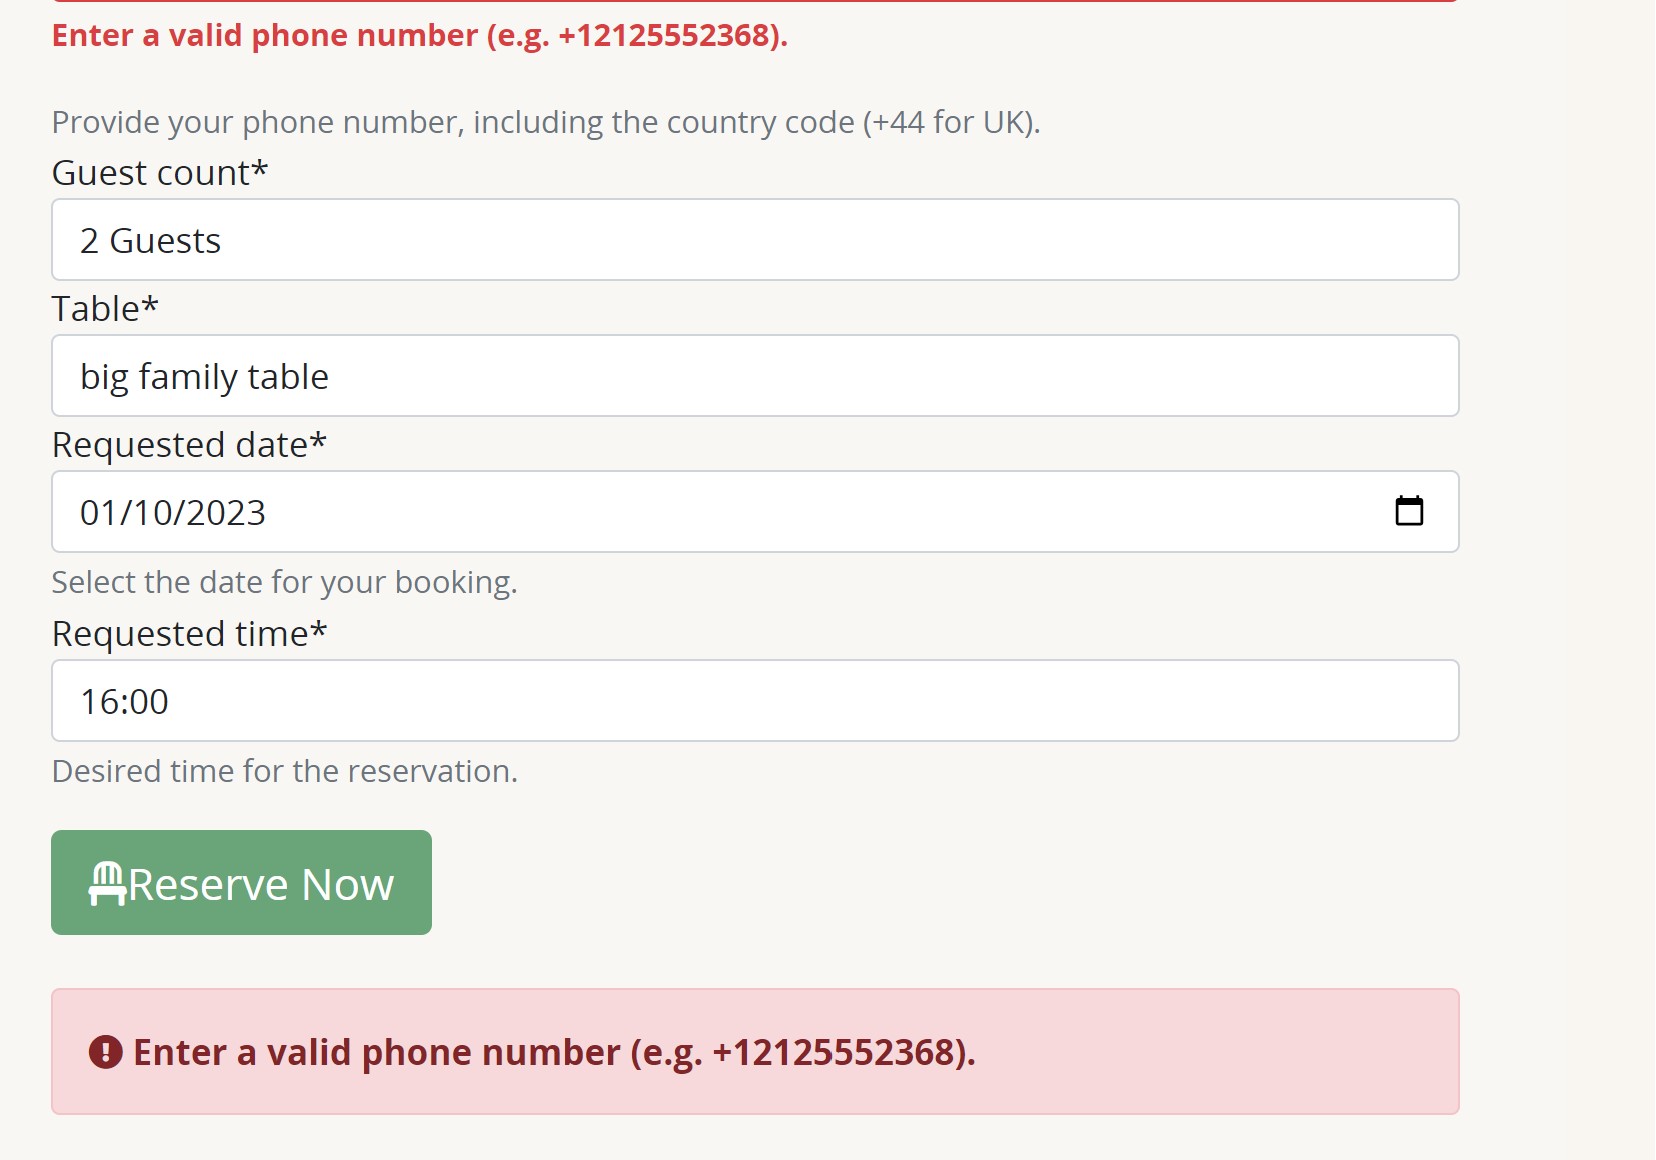 Enter a valid phone number (e.g. +12125552368).
Provide your phone number, including the country code (+44 for UK).
Guest count*
2 Guests
Table*
big family table
Requested date*
01/10/2023
Select the date for your booking.
Requested time*
16:00
Desired time for the reservation.
Reserve Now
Enter a valid phone number (e.g. +12125552368).